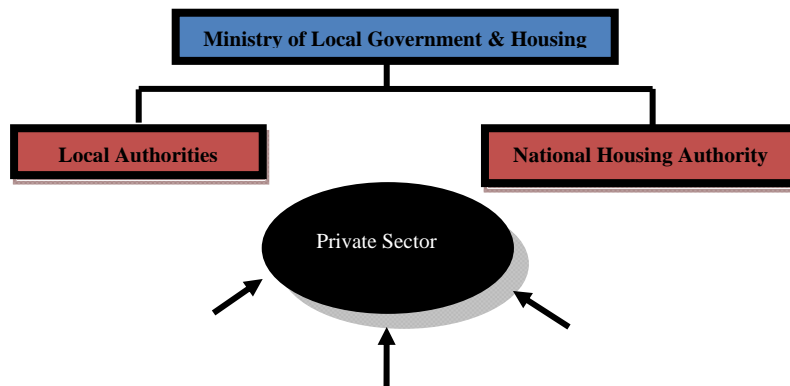 Ministry of Local Government & Housing
Local Authorities
National Housing Authority
Private Sector